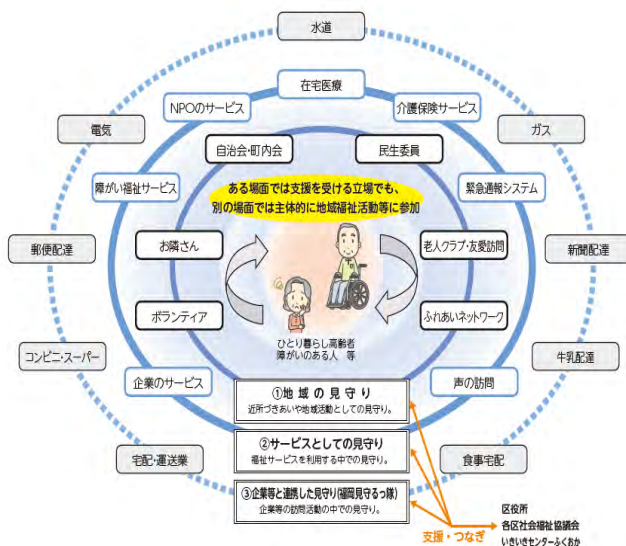 水道
在宅医療
NPOのサービス
介護保険サービス
電気
ガス
自治会・町内会
民生委員
障がい福祉サービス
緊急通報システム
ある場面では支援を受ける立場でも、
別の場面では主体的に地域福祉活動等に参加
郵便配達
お隣さん
老人クラブ・友愛訪問
新聞配達
ボランティア
ふれあいネットワーク
ひとり暮らし高齢者
障がいのある人 等
コンビニ・スーパー
牛乳配達
企業のサービス
声の訪問
①地域の見守り
近所づきあいや地域活動としての見守り。
②サービスとしての見守り
福祉サービスを利用する中での見守り。
宅配・運送業
食事宅配
③企業等と連携した見守り(福岡見守るっ隊)
企業等の訪問活動の中での見守り。
支援・つなぎ
区役所
各区社会福祉協議会
いきいきセンターふくおか